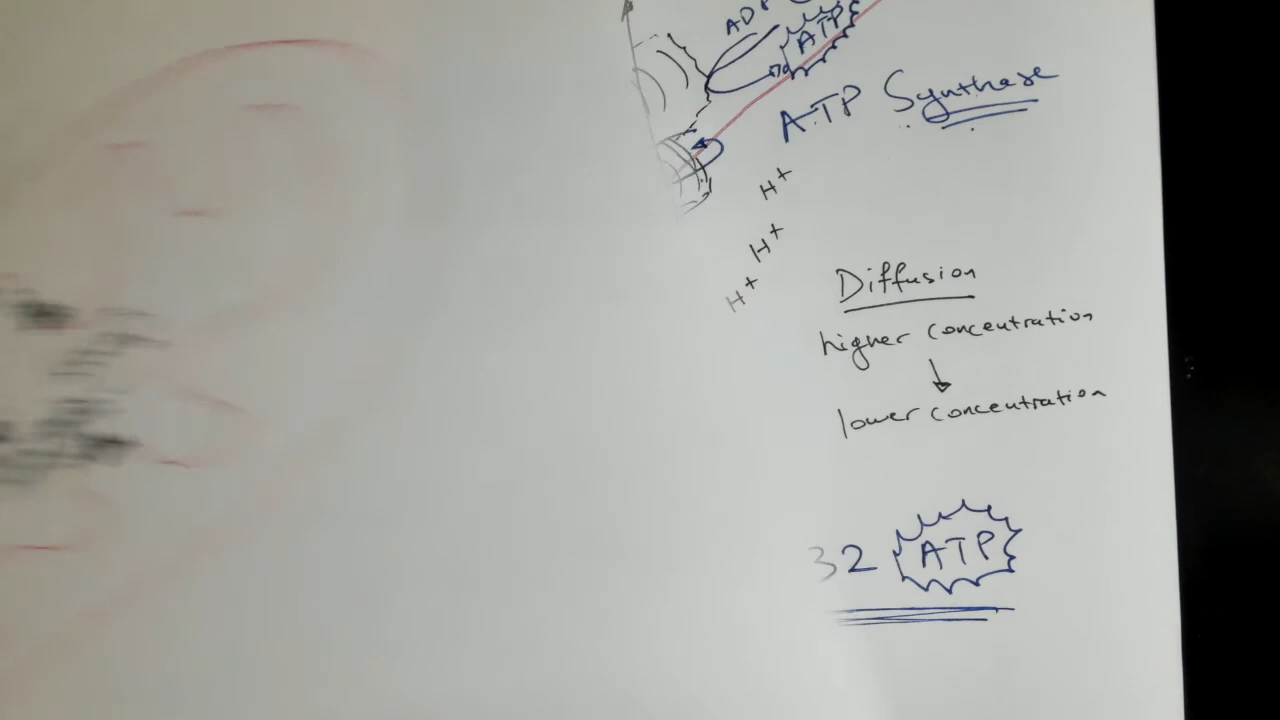 ADP
ATP
ATP Synthase
H+
H+
H+
Diffusion
higher concentration
lower concentration
32 ATP